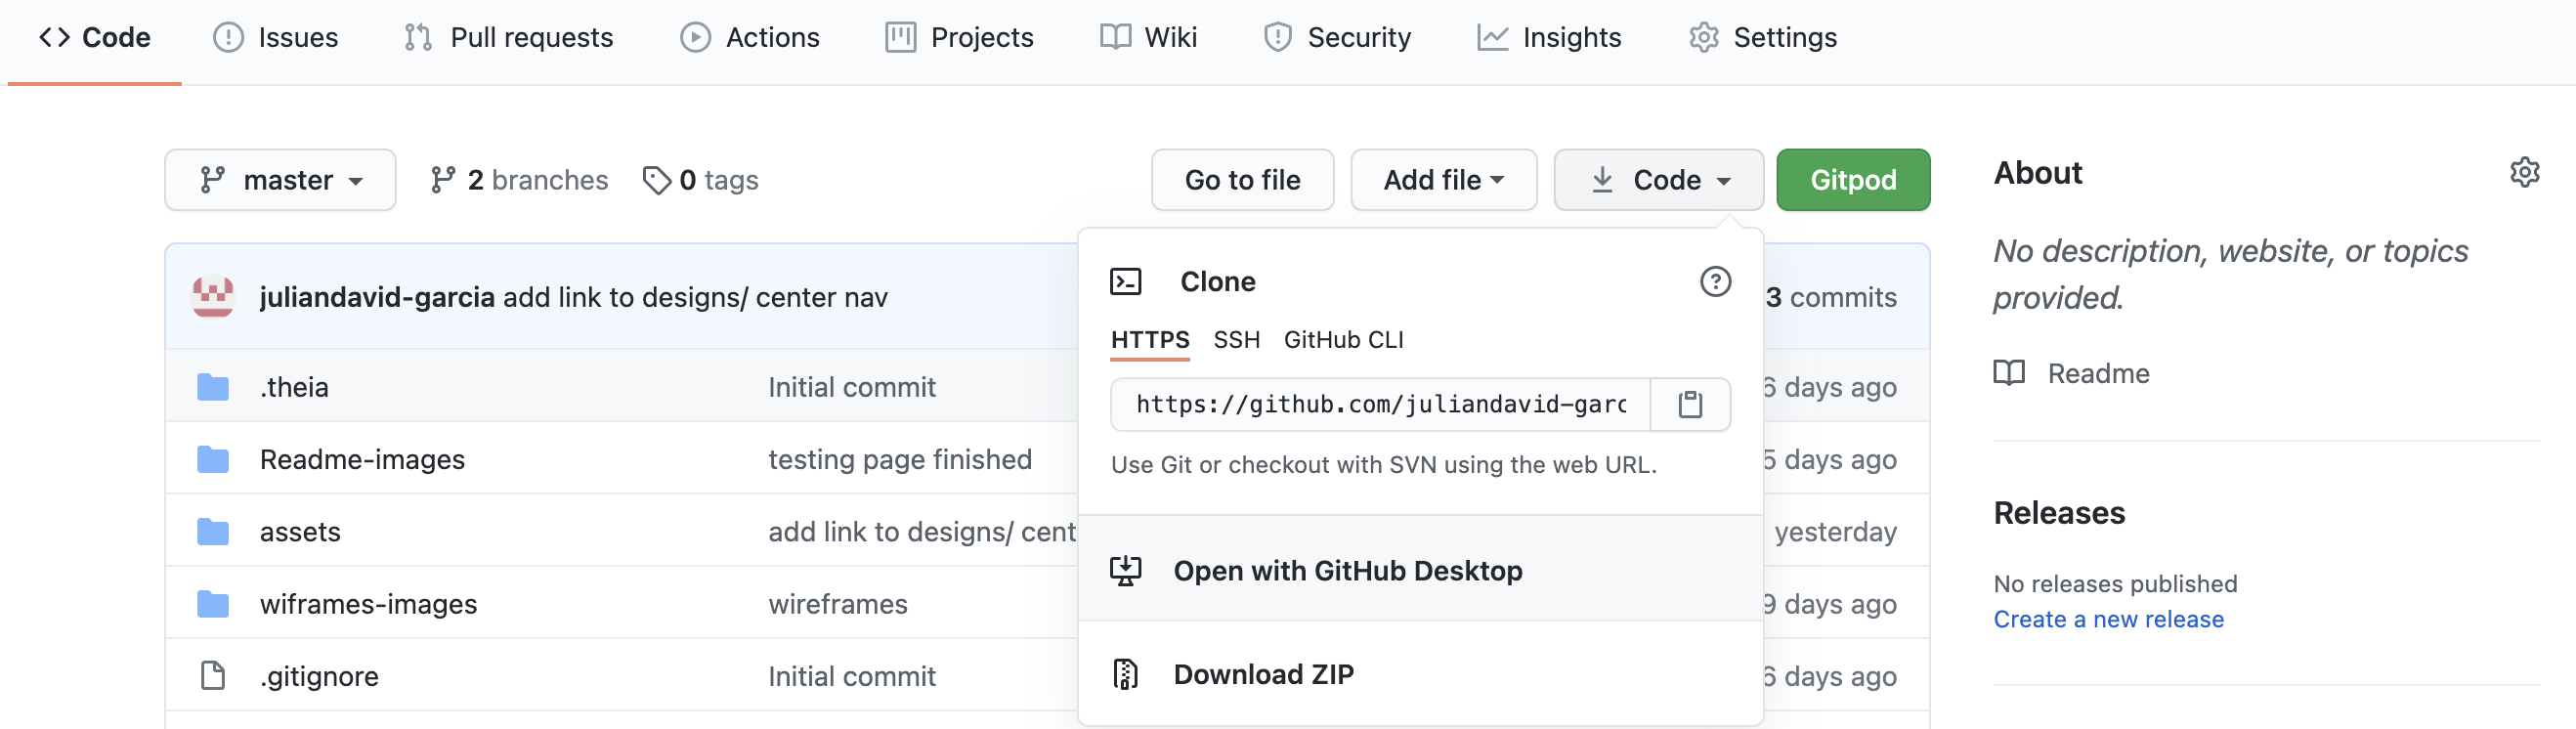 Code Issues Pull requests Actions Projects Wiki Security Insights Settings
master 2 branches 0 tags Go to file Add file Code Gitpod
juliandavid-garcia add link to designs/ center nav 3 commits
.theia Initial commit 6 days ago
Readme-images testing page finished 5 days ago
assets add link to designs/ cent yesterday
wiframes-images wireframes 9 days ago
.gitignore Initial commit 6 days ago
Clone
HTTPS SSH GitHub CLI
https://github.com/juliandavid-garc
Use Git or checkout with SVN using the web URL.
Open with GitHub Desktop
Download ZIP
About
No description, website, or topics
provided.
Readme
Releases
No releases published
Create a new release